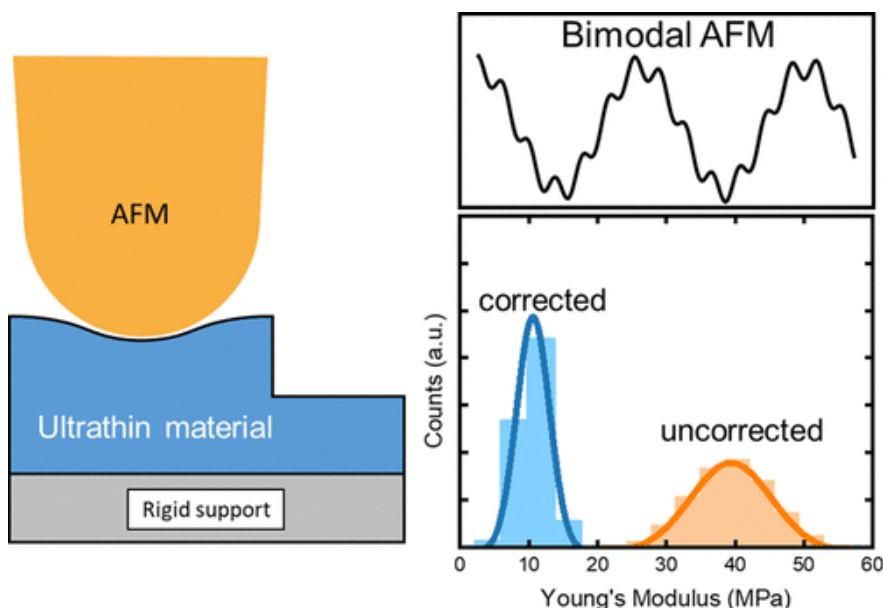 AFM
Ultrathin material
Rigid support
Bimodal AFM
corrected
uncorrected
Counts (a.u.)
0 10 20 30 40 50 60
Young's Modulus (MPa)